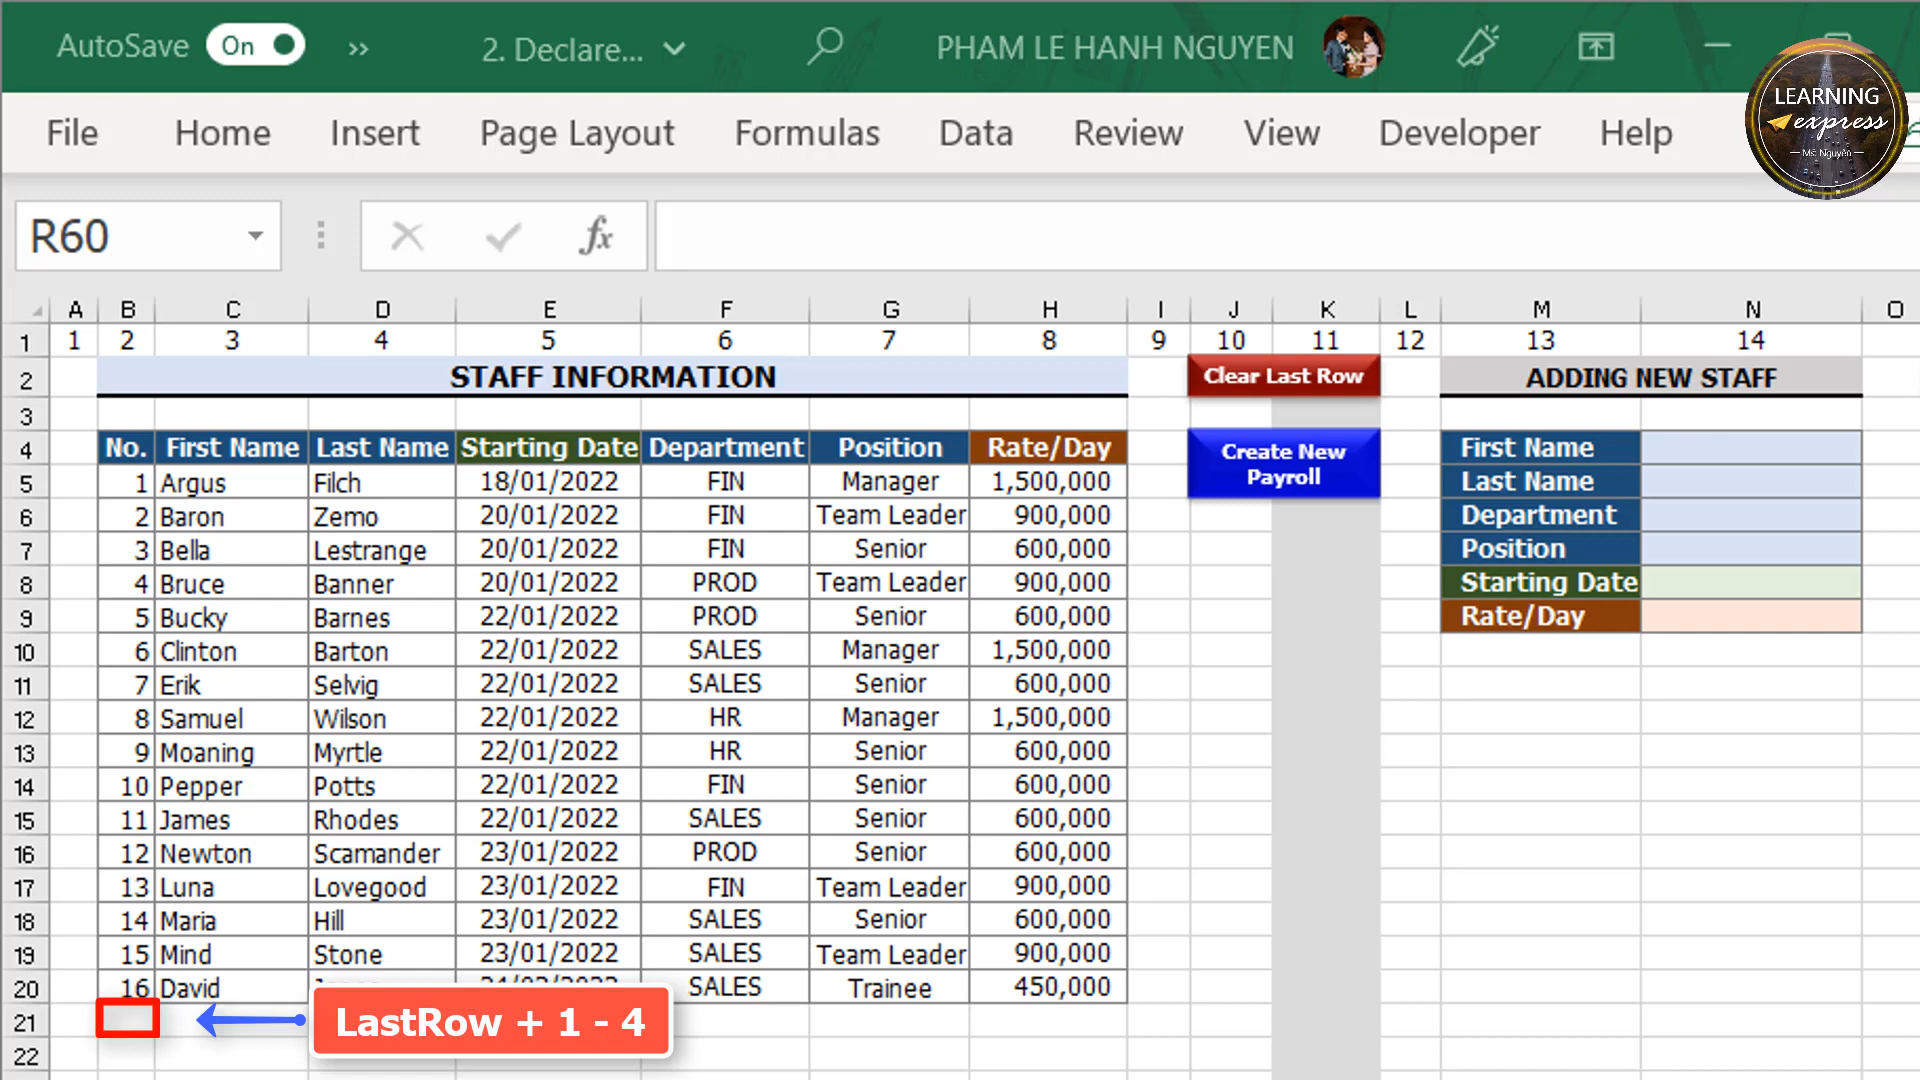 AutoSave On 2. Declare... PHAM LE HANH NGUYEN
LEARNING
express
Ms. Nguyễn
File Home Insert Page Layout Formulas Data Review View Developer Help
R60 fx
A B C D E F G H I J K L M N O
1 1 2 3 4 5 6 7 8 9 10 11 12 13 14
2 STAFF INFORMATION Clear Last Row ADDING NEW STAFF
3
4 No. First Name Last Name Starting Date Department Position Rate/Day Create New Payroll First Name
5 1 Argus Filch 18/01/2022 FIN Manager 1,500,000 Last Name
6 2 Baron Zemo 20/01/2022 FIN Team Leader 900,000 Department
7 3 Bella Lestrange 20/01/2022 FIN Senior 600,000 Position
8 4 Bruce Banner 20/01/2022 PROD Team Leader 900,000 Starting Date
9 5 Bucky Barnes 22/01/2022 PROD Senior 600,000 Rate/Day
10 6 Clinton Barton 22/01/2022 SALES Manager 1,500,000
11 7 Erik Selvig 22/01/2022 SALES Senior 600,000
12 8 Samuel Wilson 22/01/2022 HR Manager 1,500,000
13 9 Moaning Myrtle 22/01/2022 HR Senior 600,000
14 10 Pepper Potts 22/01/2022 FIN Senior 600,000
15 11 James Rhodes 22/01/2022 SALES Senior 600,000
16 12 Newton Scamander 23/01/2022 PROD Senior 600,000
17 13 Luna Lovegood 23/01/2022 FIN Team Leader 900,000
18 14 Maria Hill 23/01/2022 SALES Senior 600,000
19 15 Mind Stone 23/01/2022 SALES Team Leader 900,000
20 16 David SALES Trainee 450,000
21 LastRow + 1 - 4
22